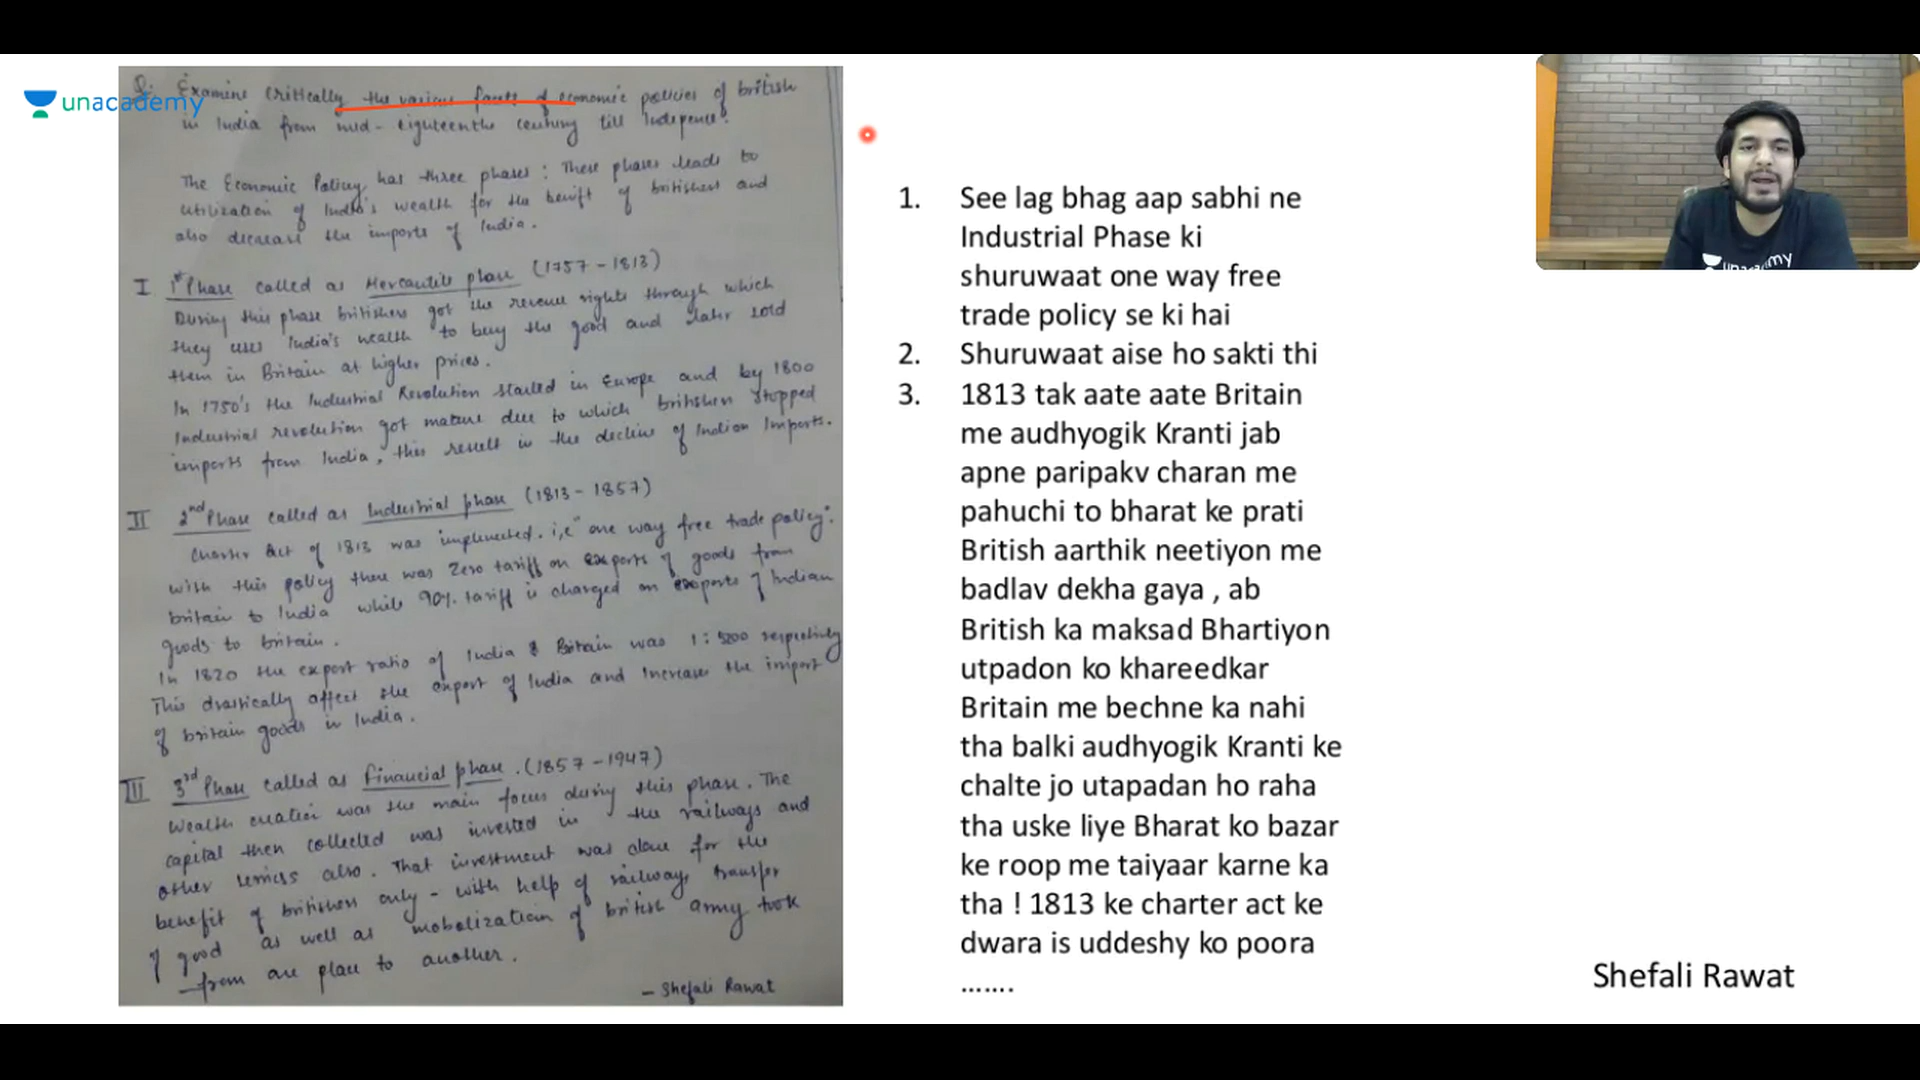 unacademy
Q. Examine critically the various facets of economic policies of british
in India from mid-eighteenth century till Indepence.
The Economic Policy has three phases : These phases leads to
utilization of India's wealth for the benift of britishers and
also decrease the imports of India.
I 1st Phase called as Mercantile phase (1757-1813)
During this phase britishers got the revenue rights through which
they uses India's wealth to buy the good and later sold
them in Britain at higher prices.
In 1750's the Industrial Revolution started in Europe and by 1800
Industrial revolution got mature due to which britishers stopped
imports from India, this result in the decline of Indian Imports.
II 2nd Phase called as Industrial phase (1813-1857)
Charter Act of 1813 was implemented. i,e "one way free trade policy".
with this policy there was zero tariff on exports of goods from
britain to India while 90% tariff is charged on exports of Indian
goods to britain.
In 1820 the export ratio of India & Britain was 1:500 respectively
This drastically affect the export of India and Increase the import
of britain goods in India.
III 3rd Phase called as financial phase. (1857-1947)
Wealth creation was the main focus during this phase. The
capital then collected was invested in the railways and
other services also. That investment was done for the
benefit of britishers only - with help of railways transfer
of good as well as mobalization of british army took
from one place to another.
- Shefali Rawat
1. See lag bhag aap sabhi ne
Industrial Phase ki
shuruwaat one way free
trade policy se ki hai
2. Shuruwaat aise ho sakti thi
3. 1813 tak aate aate Britain
me audhyogik Kranti jab
apne paripakv charan me
pahuchi to bharat ke prati
British aarthik neetiyon me
badlav dekha gaya , ab
British ka maksad Bhartiyon
utpadon ko khareedkar
Britain me bechne ka nahi
tha balki audhyogik Kranti ke
chalte jo utapadan ho raha
tha uske liye Bharat ko bazar
ke roop me taiyaar karne ka
tha ! 1813 ke charter act ke
dwara is uddeshy ko poora
.......
Shefali Rawat
unacademy